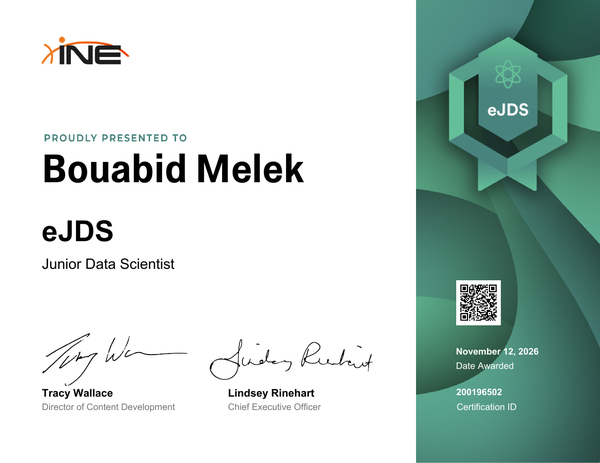 iNE
PROUDLY PRESENTED TO
Bouabid Melek
eJDS
Junior Data Scientist
Tracy Wallace
Director of Content Development
Lindsey Rinehart
Chief Executive Officer
eJDS
November 12, 2026
Date Awarded
200196502
Certification ID